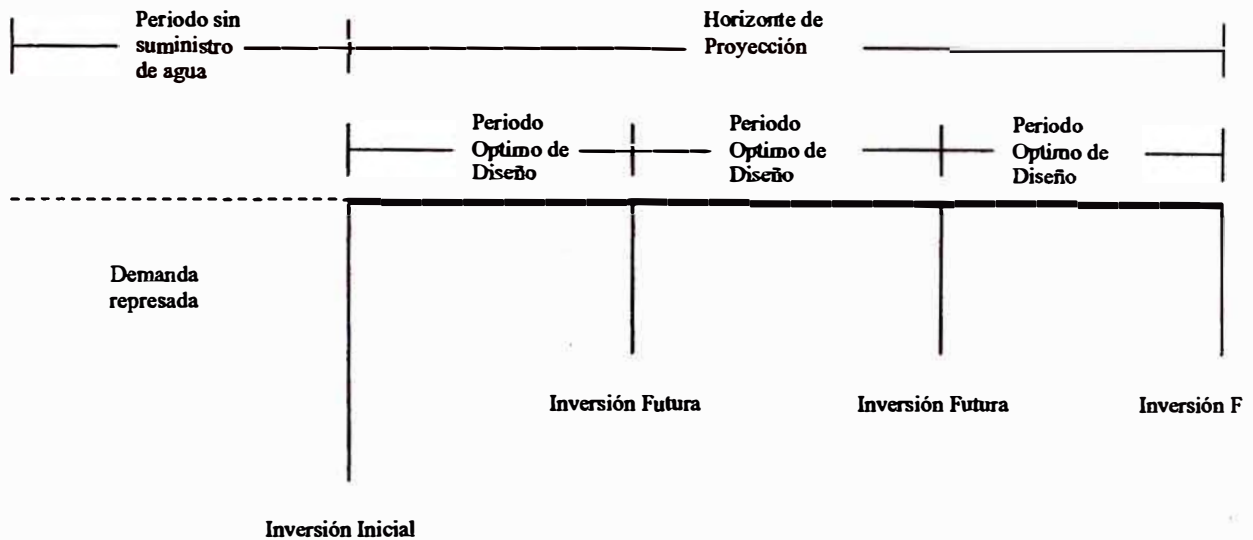 Periodo sin
suministro
de agua
Horizonte de
Proyección
Periodo
Optimo de
Diseño
Periodo
Optimo de
Diseño
Periodo
Optimo de
Diseño
Demanda
represada
Inversión Futura
Inversión Futura
Inversión F
Inversión Inicial